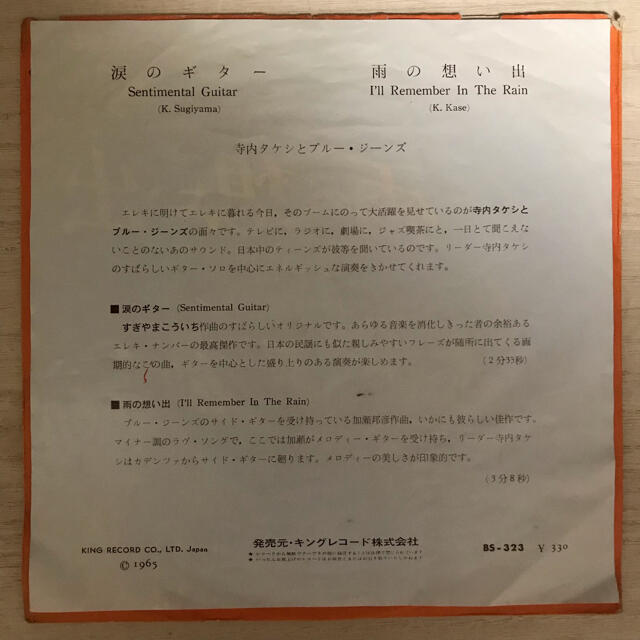 涙のギター
Sentimental Guitar
(K. Sugiyama)
雨の想い出
I'll Remember In The Rain
(K. Kase)
寺内タケシとブルー・ジーンズ
エレキに明けてエレキに暮れる今日，そのブームにのって大活躍を見せているのが寺内タケシと
ブルー・ジーンズの面々です。テレビに，ラジオに，劇場に，ジャズ喫茶にと，一日とて聞こえな
いことのないあのサウンド。日本中のティーンズが彼等を聞いているのです。リーダー寺内タケシ
のすばらしいギター・ソロを中心にエネルギッシュな演奏をきかせてくれます。
■涙のギター (Sentimental Guitar)
すぎやまこういち作曲のすばらしいオリジナルです。あらゆる音楽を消化しきった者の余裕ある
エレキ・ナンバーの最高傑作です。日本の民謡にも似た親しみやすいフレーズが随所に出てくる画
期的なこの曲，ギターを中心とした盛り上りのある演奏が楽しめます。 (2分33秒)
■雨の想い出 (I'll Remember In The Rain)
ブルー・ジーンズのサイド・ギターを受け持っている加瀬邦彦作曲，いかにも彼らしい佳作です。
マイナー調のラヴ・ソングで，ここでは加瀬がメロディー・ギターを受け持ち，リーダー寺内タケ
シはカデンツァからサイド・ギターに廻ります。メロディーの美しさが印象的です。
(3分8秒)
KING RECORD CO., LTD. Japan
© 1965
発売元・キングレコード株式会社
BS-323 ¥ 330